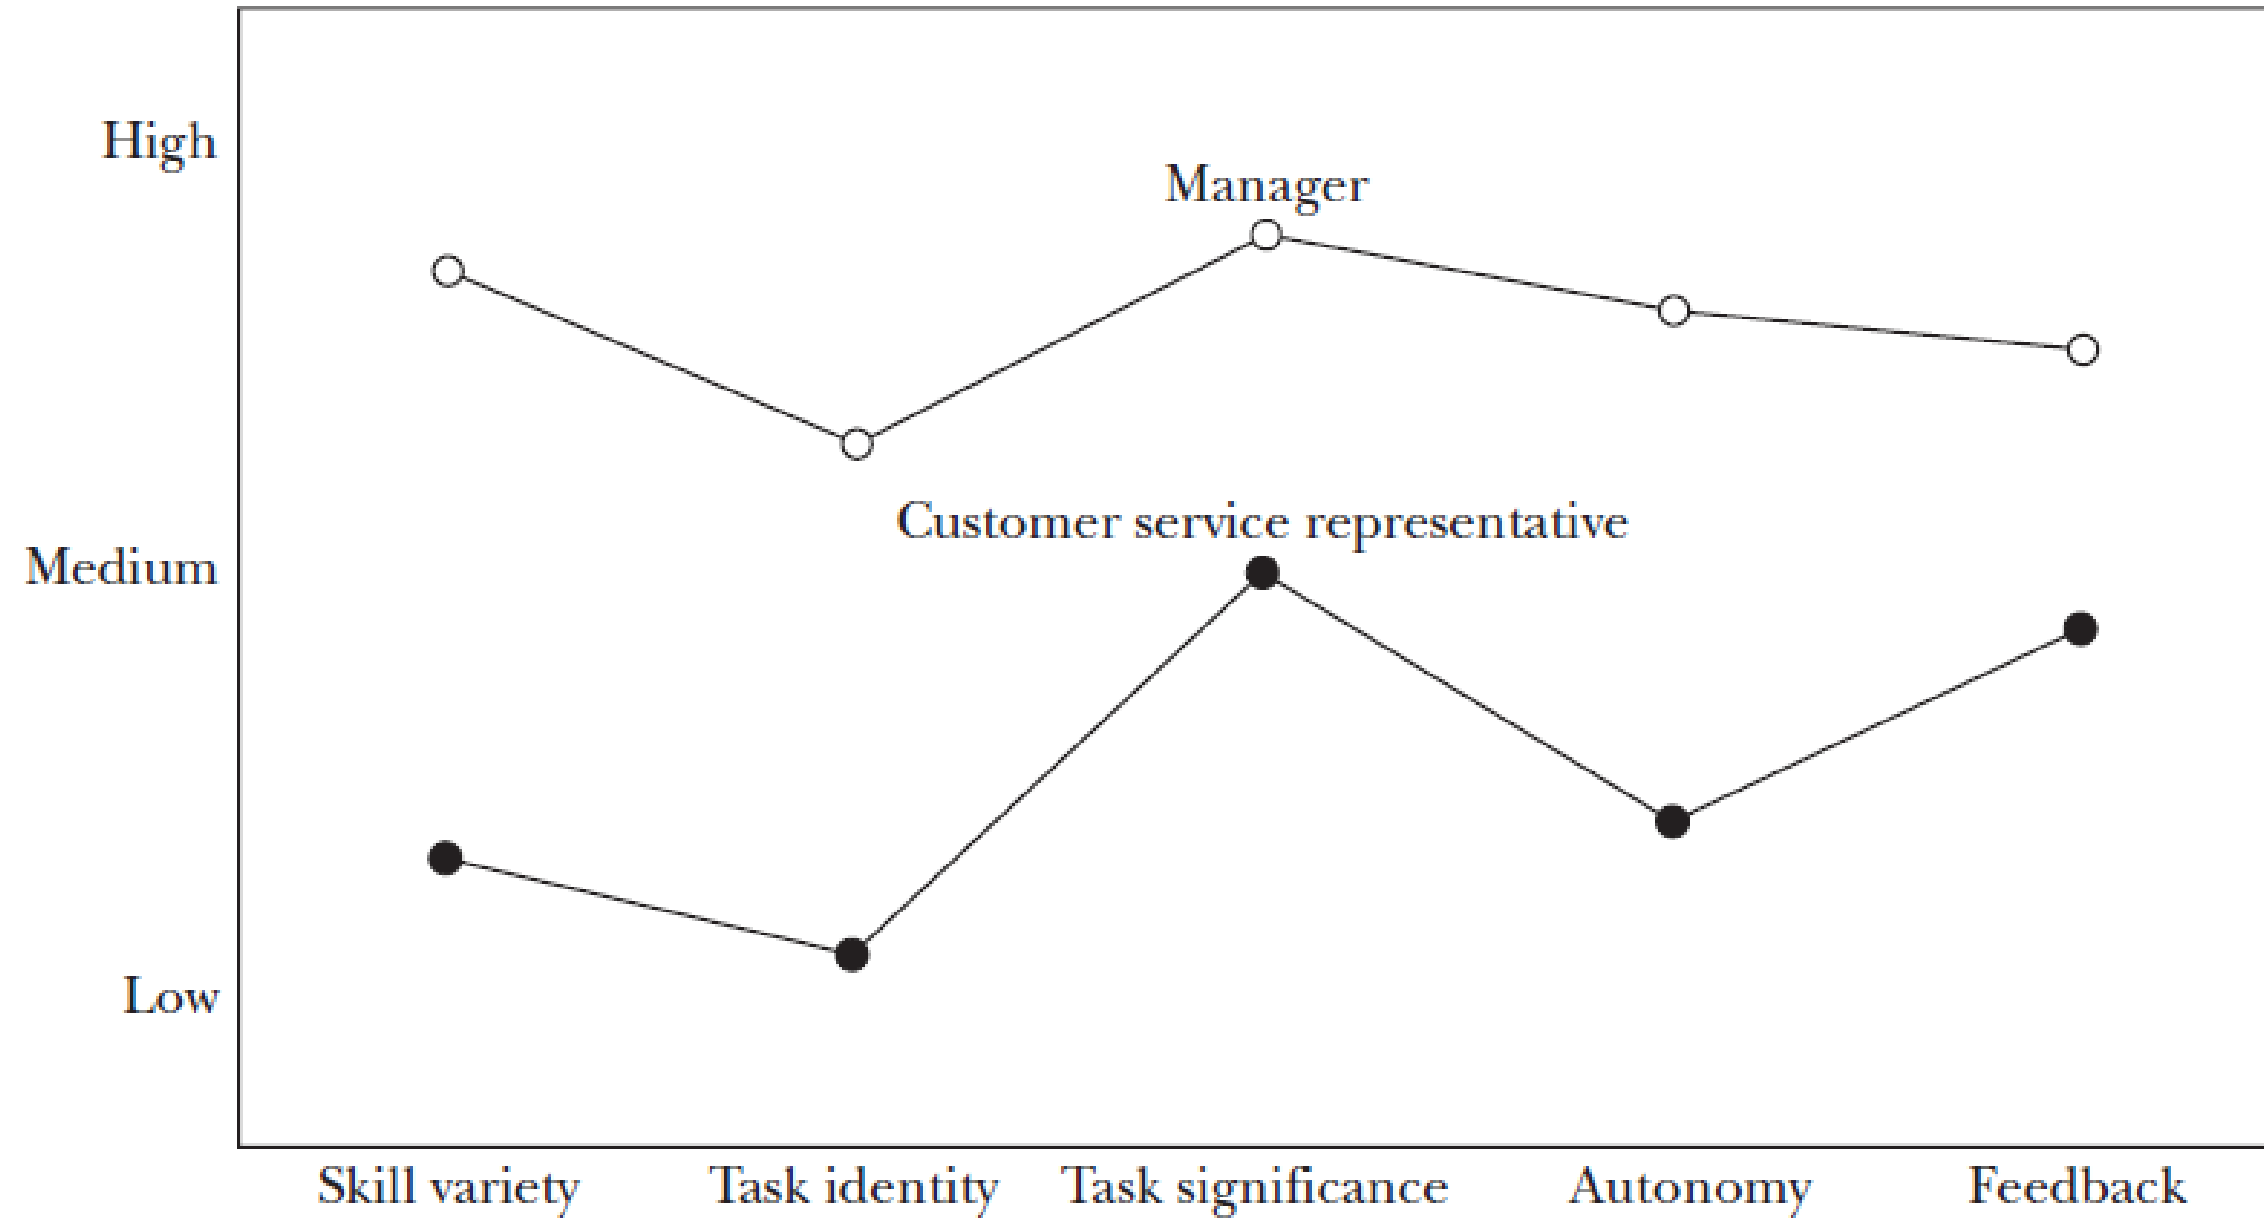 High
Manager
Customer service representative
Medium
Low
Skill variety Task identity Task significance Autonomy Feedback